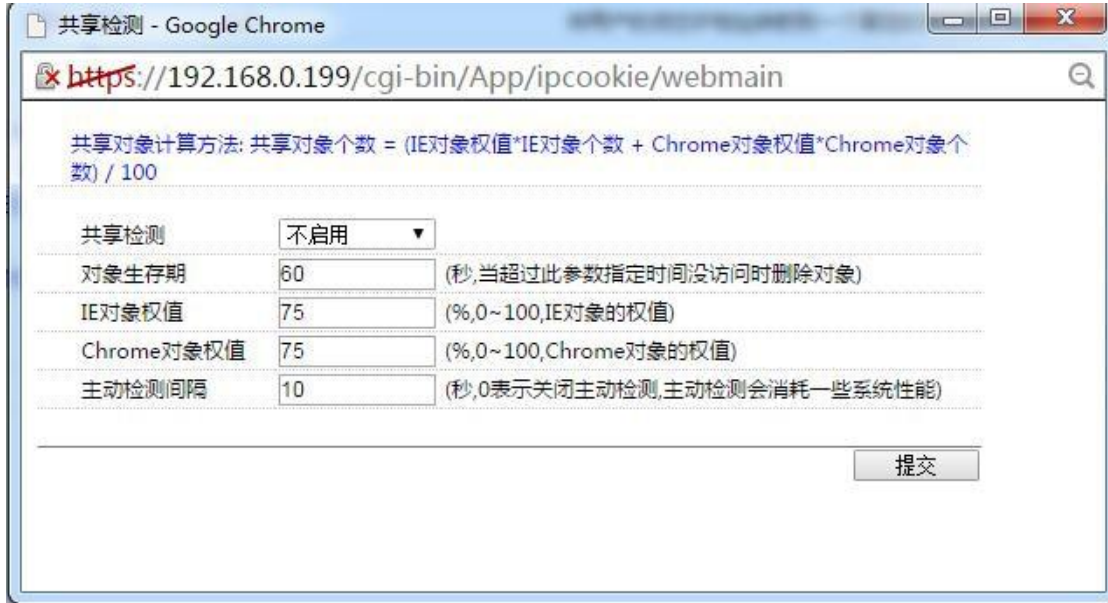 共享检测 - Google Chrome
https://192.168.0.199/cgi-bin/App/ipcookie/webmain
共享对象计算方法: 共享对象个数 = (IE对象权值*IE对象个数 + Chrome对象权值*Chrome对象个
数) / 100
共享检测 不启用
对象生存期 60 (秒,当超过此参数指定时间没访问时删除对象)
IE对象权值 75 (%,0~100,IE对象的权值)
Chrome对象权值 75 (%,0~100,Chrome对象的权值)
主动检测间隔 10 (秒,0表示关闭主动检测,主动检测会消耗一些系统性能)
提交